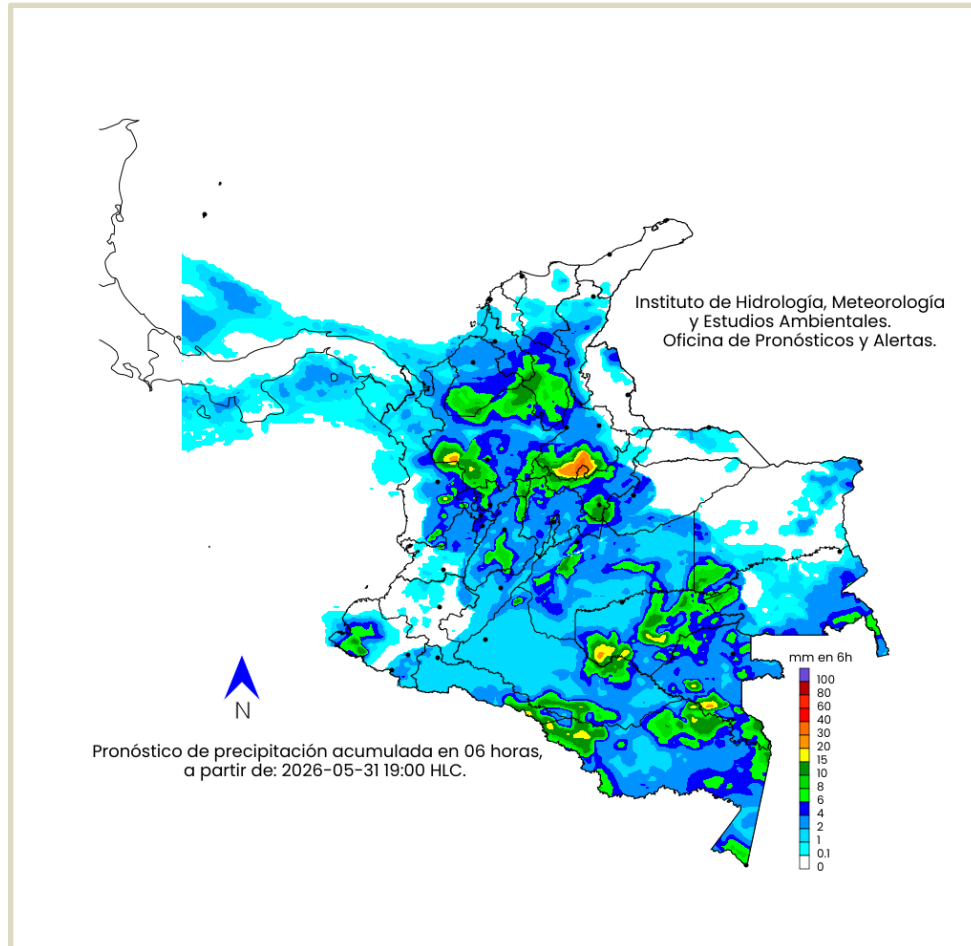 Instituto de Hidrología, Meteorología
y Estudios Ambientales.
Oficina de Pronósticos y Alertas.
mm en 6h
100
80
60
40
30
20
15
10
8
6
4
2
1
0.1
0
N
Pronóstico de precipitación acumulada en 06 horas,
a partir de: 2026-05-31 19:00 HLC.